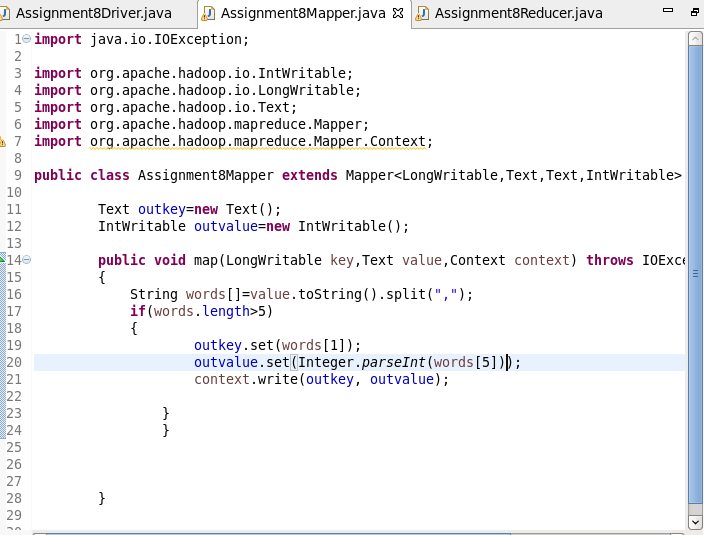 Assignment8Driver.java Assignment8Mapper.java Assignment8Reducer.java
1 import java.io.IOException;
2
3 import org.apache.hadoop.io.IntWritable;
4 import org.apache.hadoop.io.LongWritable;
5 import org.apache.hadoop.io.Text;
6 import org.apache.hadoop.mapreduce.Mapper;
7 import org.apache.hadoop.mapreduce.Mapper.Context;
8
9 public class Assignment8Mapper extends Mapper<LongWritable,Text,Text,IntWritable>
10
11 Text outkey=new Text();
12 IntWritable outvalue=new IntWritable();
13
14 public void map(LongWritable key,Text value,Context context) throws IOExce
15 {
16 String words[]=value.toString().split(",");
17 if(words.length>5)
18 {
19 outkey.set(words[1]);
20 outvalue.set(Integer.parseInt(words[5]));
21 context.write(outkey, outvalue);
22
23 }
24 }
25
26
27
28 }
29